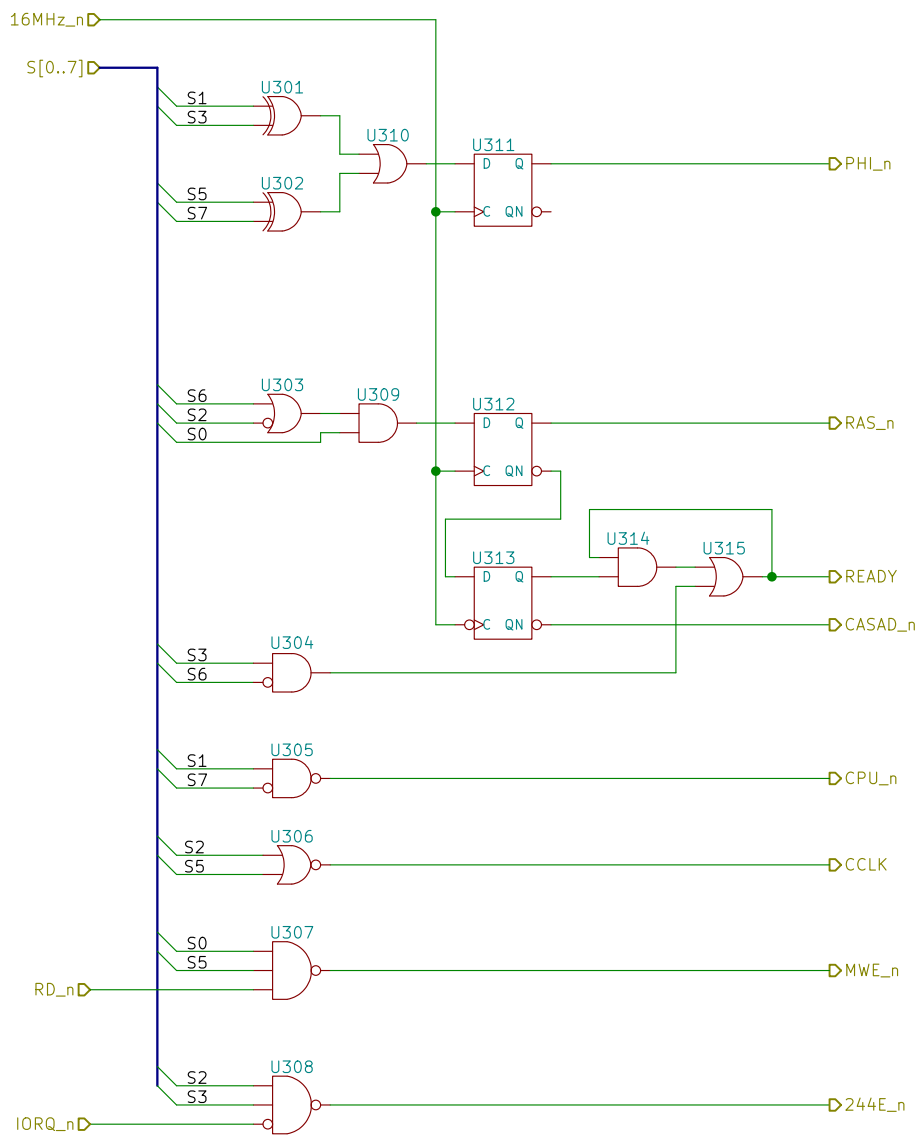 16MHz_n
S[0..7]
S1
S3
U301
U310
U311
D Q
C QN
PHI_n
S5
S7
U302
S6
S2
S0
U303
U309
U312
D Q
C QN
RAS_n
U313
D Q
C QN
U314
U315
READY
CASAD_n
S3
S6
U304
S1
S7
U305
CPU_n
S2
S5
U306
CCLK
S0
S5
RD_n
U307
MWE_n
S2
S3
IORQ_n
U308
244E_n